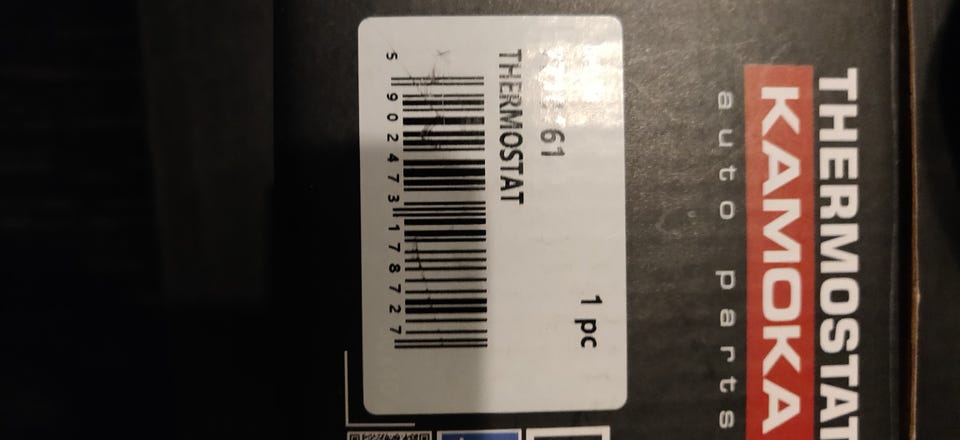 THERMOSTAT
KAMOKA
auto parts
61
1 pc
THERMOSTAT
5 902473 178727